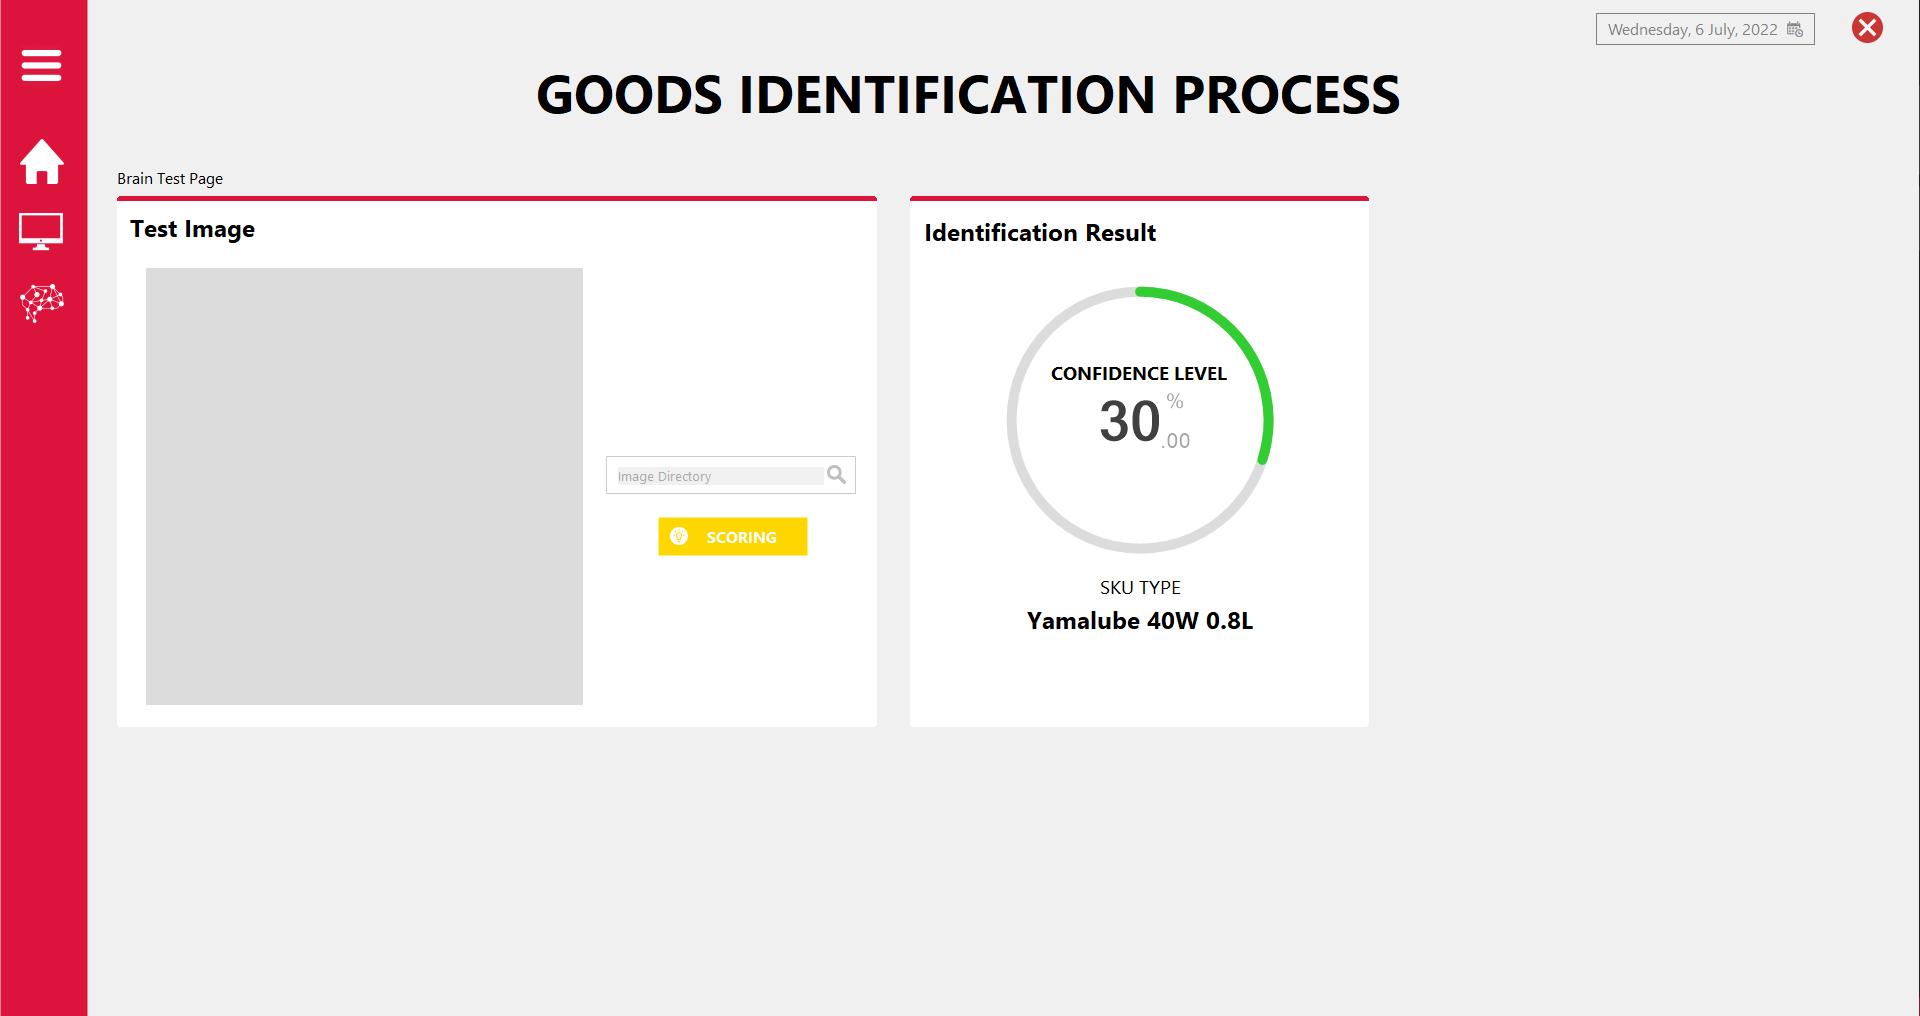 Wednesday, 6 July, 2022
GOODS IDENTIFICATION PROCESS
Brain Test Page
Test Image
Image Directory
SCORING
Identification Result
CONFIDENCE LEVEL
30.00 %
SKU TYPE
Yamalube 40W 0.8L